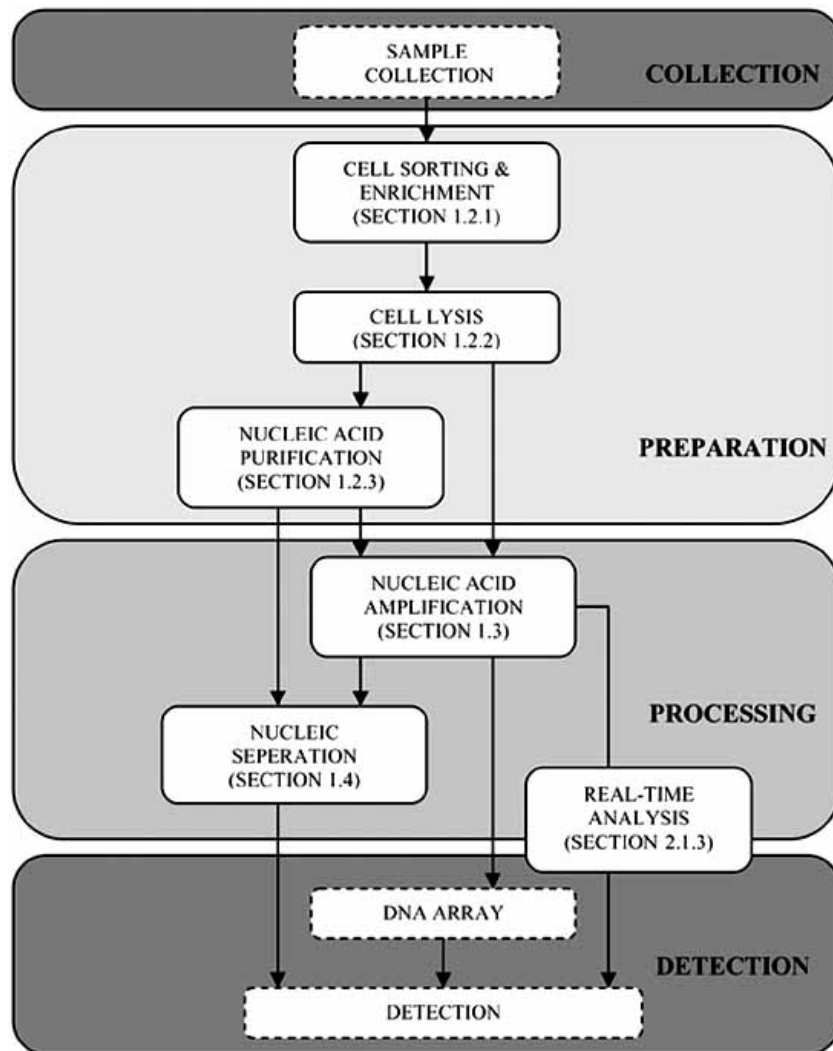 SAMPLE
COLLECTION
COLLECTION
CELL SORTING &
ENRICHMENT
(SECTION 1.2.1)
CELL LYSIS
(SECTION 1.2.2)
NUCLEIC ACID
PURIFICATION
(SECTION 1.2.3)
PREPARATION
NUCLEIC ACID
AMPLIFICATION
(SECTION 1.3)
PROCESSING
NUCLEIC
SEPERATION
(SECTION 1.4)
REAL-TIME
ANALYSIS
(SECTION 2.1.3)
DNA ARRAY
DETECTION
DETECTION